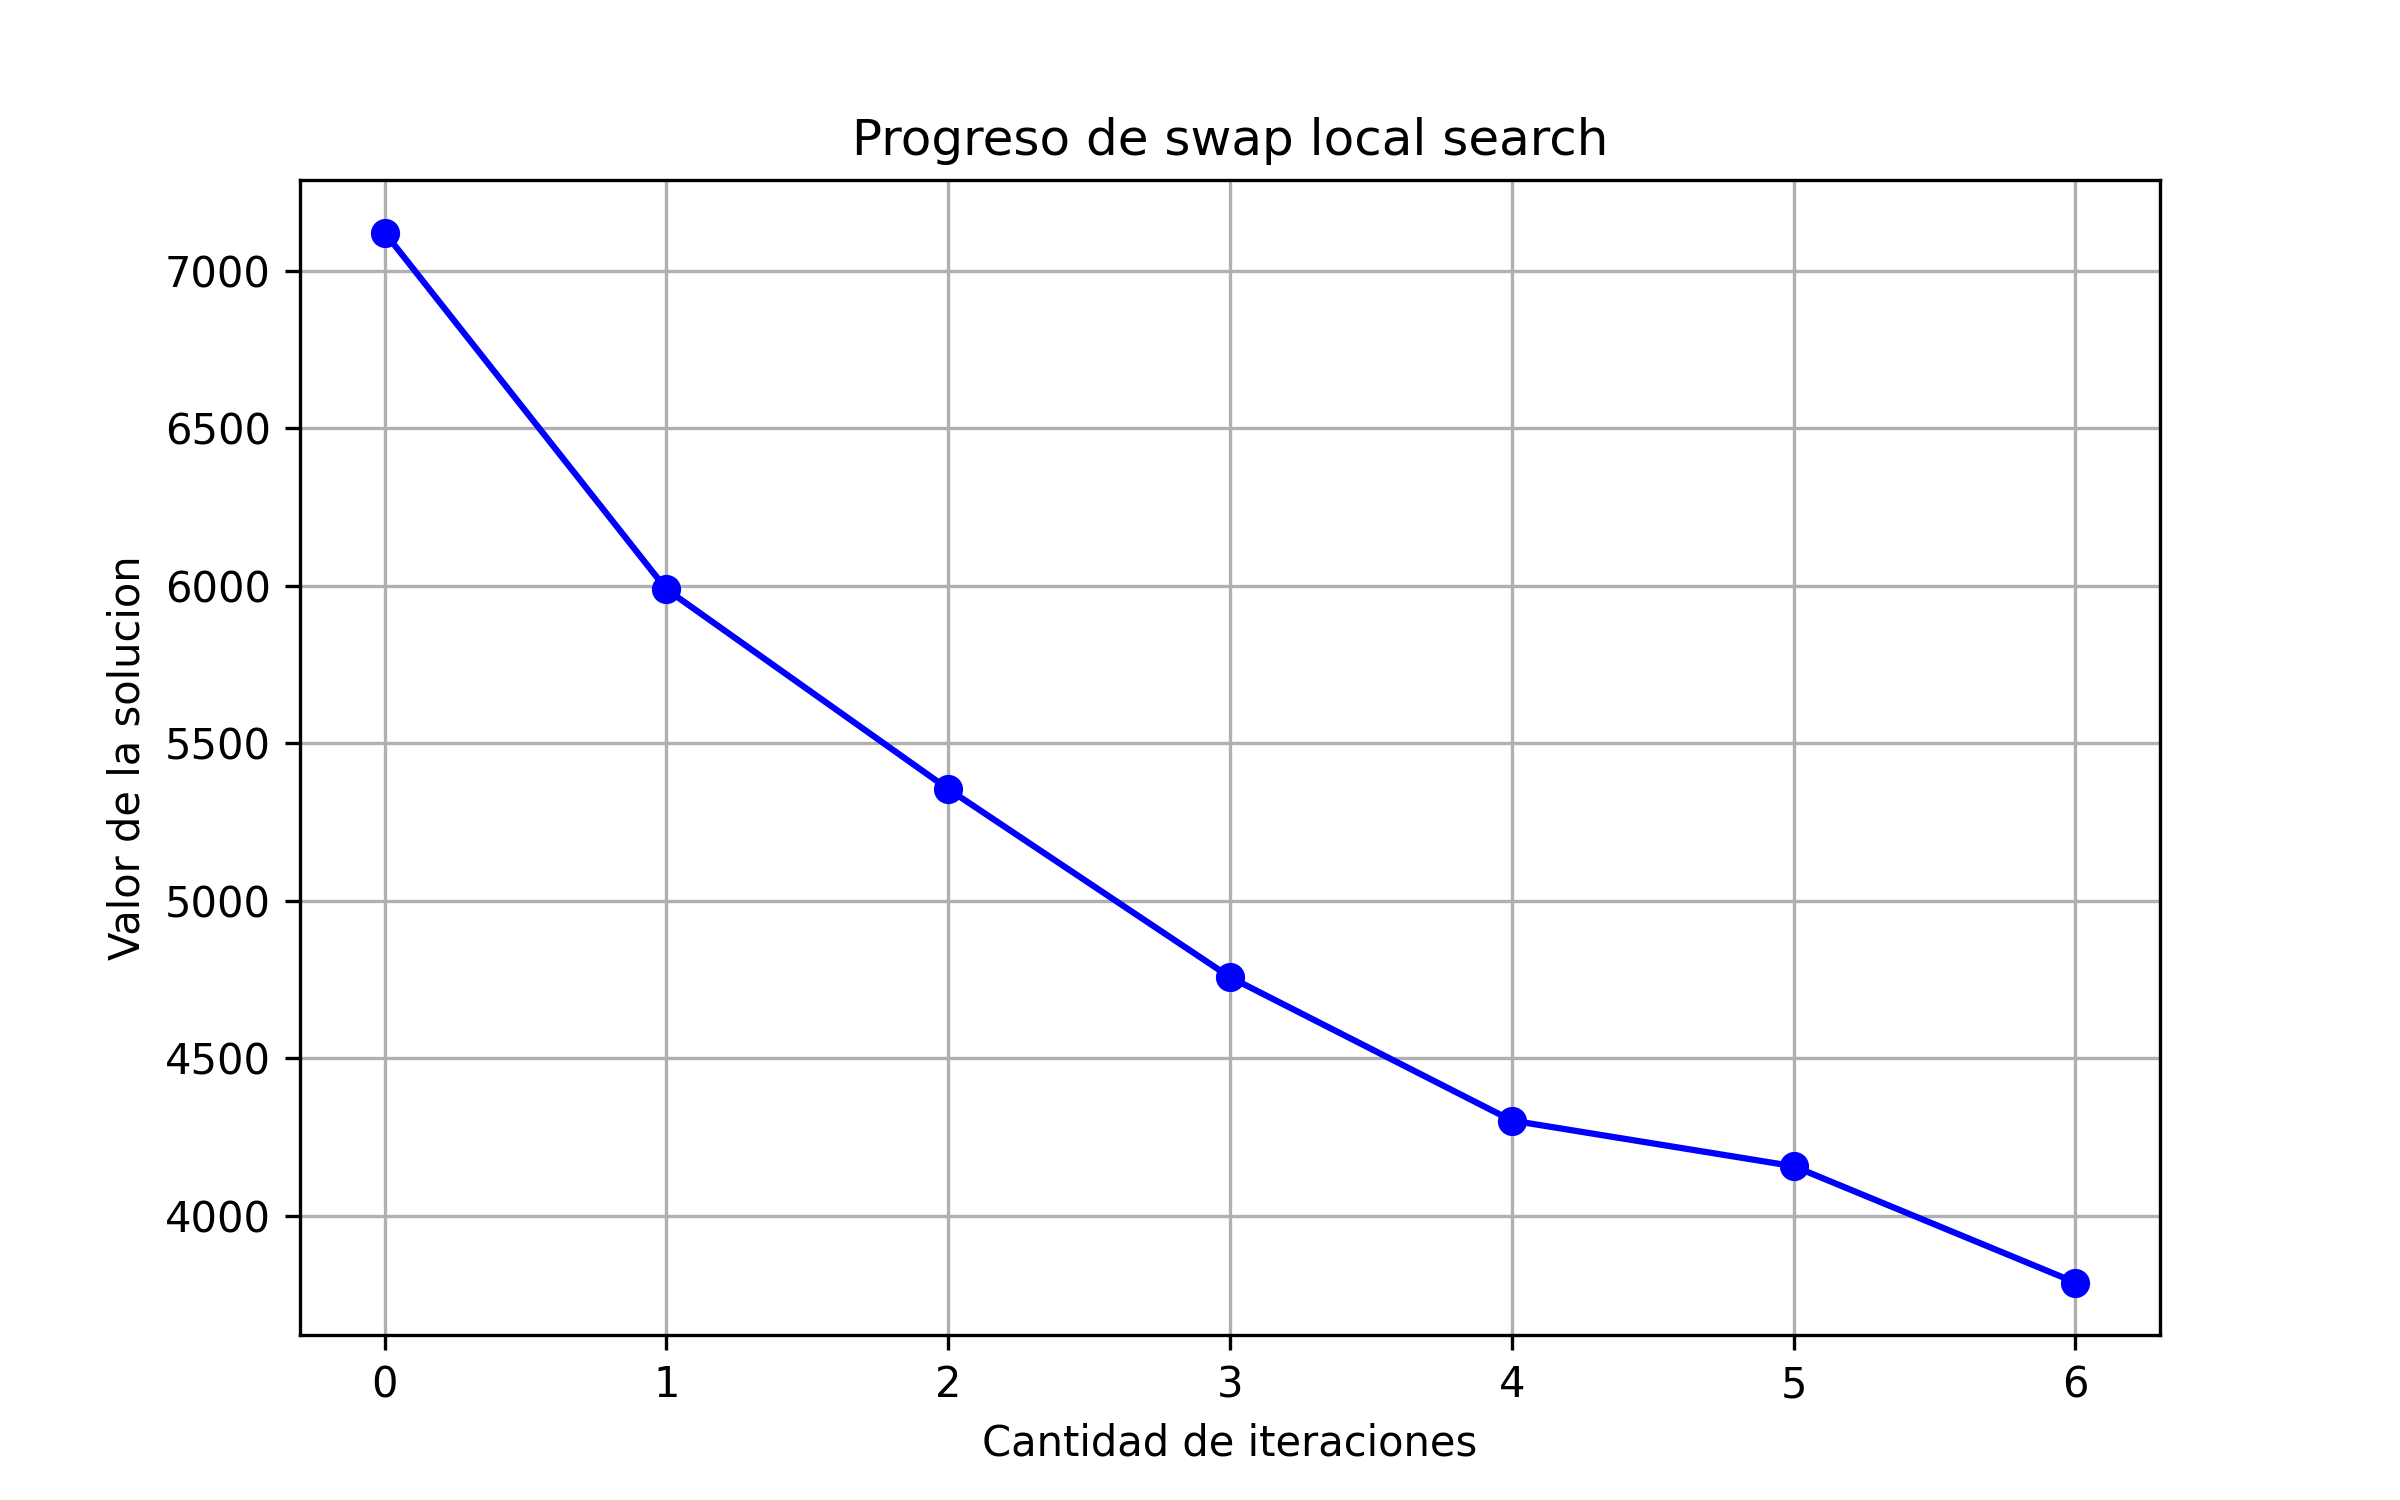 Progreso de swap local search
7000
6500
6000
5500
5000
4500
4000
Valor de la solucion
0 1 2 3 4 5 6
Cantidad de iteraciones